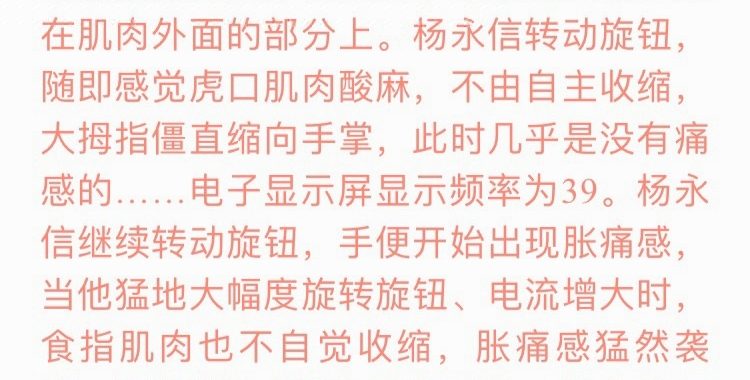 在肌肉外面的部分上。杨永信转动旋钮，
随即感觉虎口肌肉酸麻，不由自主收缩，
大拇指僵直缩向手掌，此时几乎是没有痛
感的……电子显示屏显示频率为39。杨永
信继续转动旋钮，手便开始出现胀痛感，
当他猛地大幅度旋转旋钮、电流增大时，
食指肌肉也不自觉收缩，胀痛感猛然袭